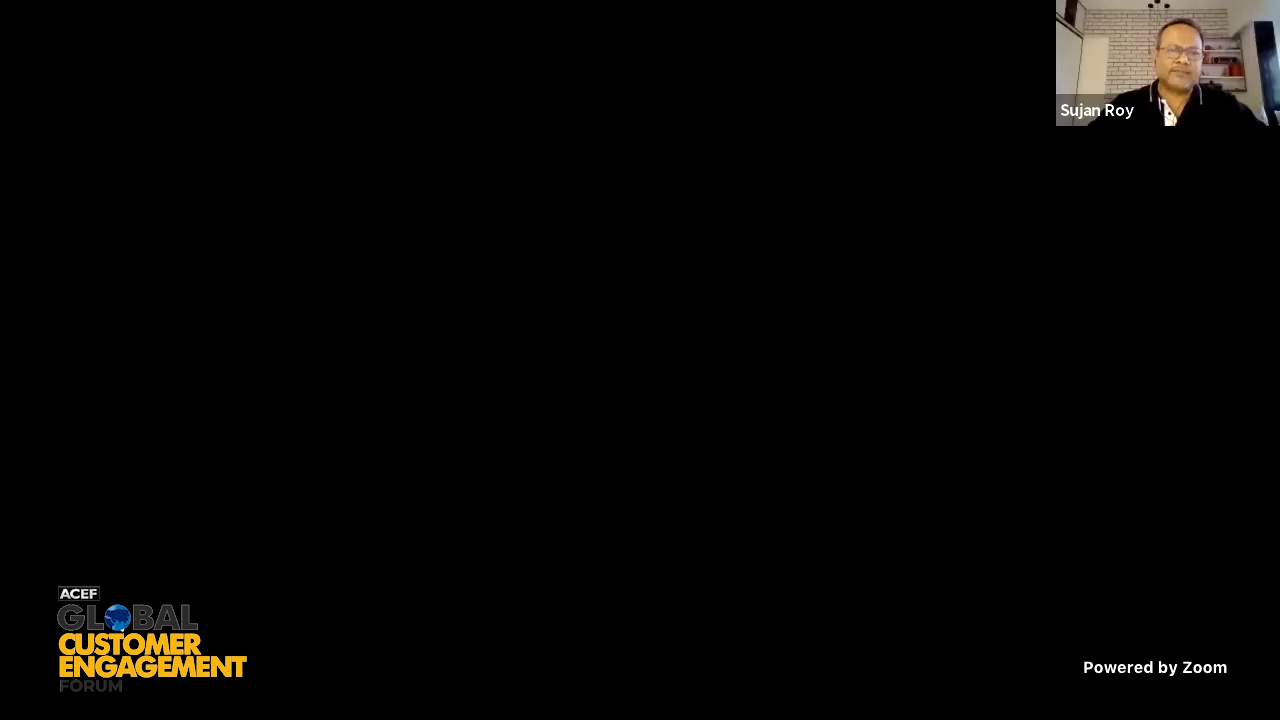 Sujan Roy
ACEF
GLOBAL
CUSTOMER
ENGAGEMENT
FORUM
Powered by Zoom